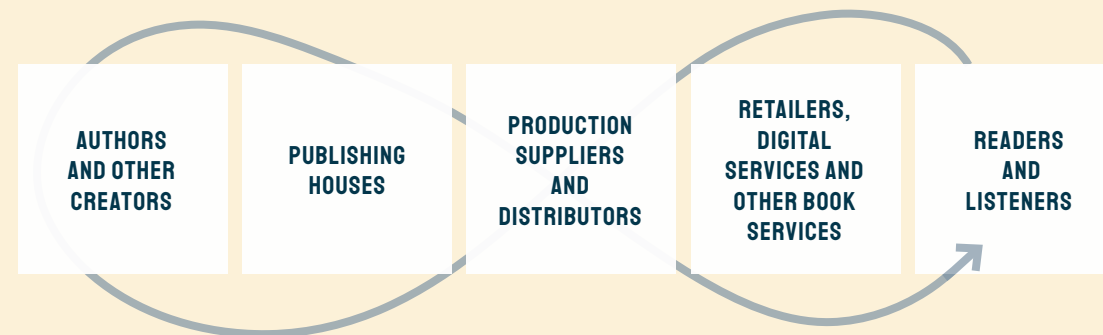 AUTHORS
AND OTHER
CREATORS
PUBLISHING
HOUSES
PRODUCTION
SUPPLIERS
AND
DISTRIBUTORS
RETAILERS,
DIGITAL
SERVICES AND
OTHER BOOK
SERVICES
READERS
AND
LISTENERS